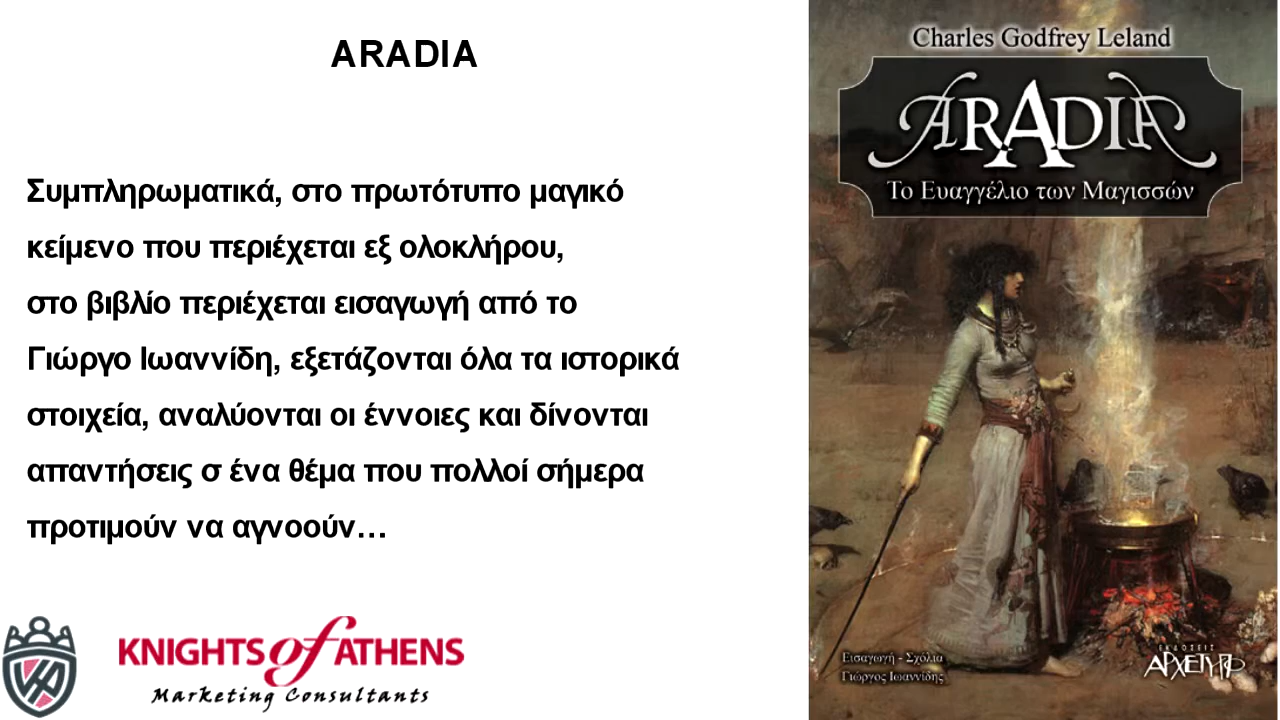 ARADIA
Συμπληρωματικά, στο πρωτότυπο μαγικό
κείμενο που περιέχεται εξ ολοκλήρου,
στο βιβλίο περιέχεται εισαγωγή από το
Γιώργο Ιωαννίδη, εξετάζονται όλα τα ιστορικά
στοιχεία, αναλύονται οι έννοιες και δίνονται
απαντήσεις σ ένα θέμα που πολλοί σήμερα
προτιμούν να αγνοούν…
KNIGHTS of ATHENS
Marketing Consultants
Charles Godfrey Leland
ARADIA
Το Ευαγγέλιο των Μαγισσών
Εισαγωγή - Σχόλια
Γιώργος Ιωαννίδης
ΕΚΔΟΣΕΙΣ
ΑΡΧΕΤΥΠΟ